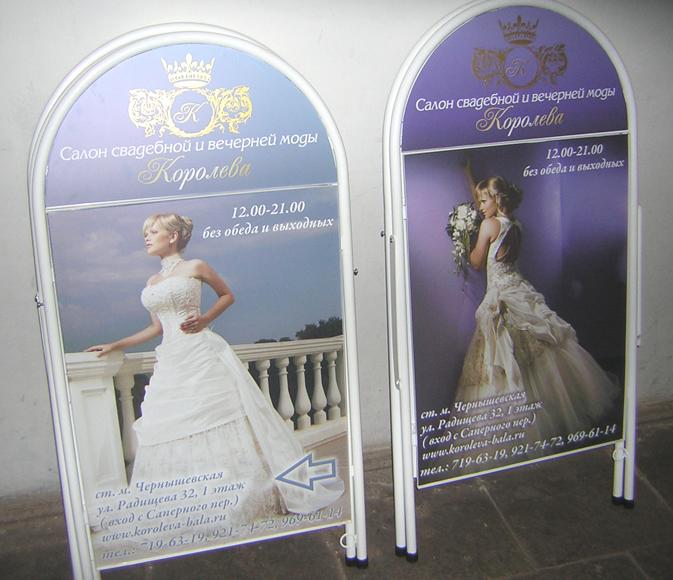 К
Салон свадебной и вечерней моды
Королева
12.00-21.00
без обеда и выходных
ст. м. Чернышевская
ул. Радищева 32, 1 этаж
( вход с Саперного пер.)
www.koroleva-bala.ru
тел.: 719-63-19, 921-74-72, 969-61-14
К
Салон свадебной и вечерней моды
Королева
12.00-21.00
без обеда и выходных
ст. м. Чернышевская
ул. Радищева 32, 1 этаж
( вход с Саперного пер.)
www.koroleva-bala.ru
тел.: 719-63-19, 921-74-72, 969-61-14